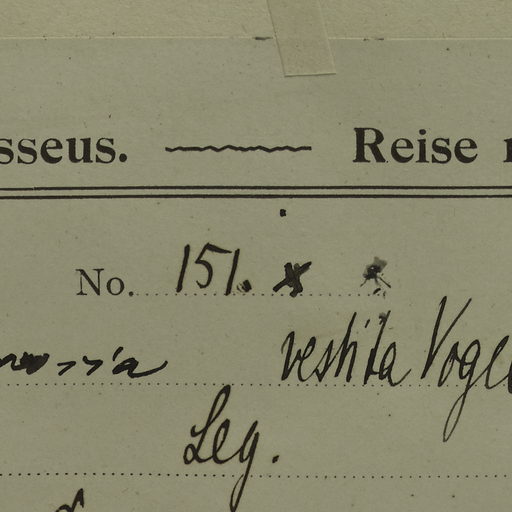 sseus. Reise
No. 151.
vestita Vogel
Leg.